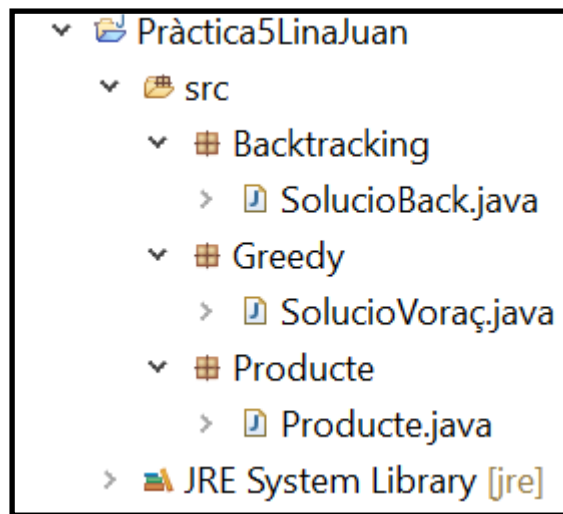 Pràctica5LinaJuan
src
Backtracking
SolucioBack.java
Greedy
SolucioVoraç.java
Producte
Producte.java
JRE System Library [jre]